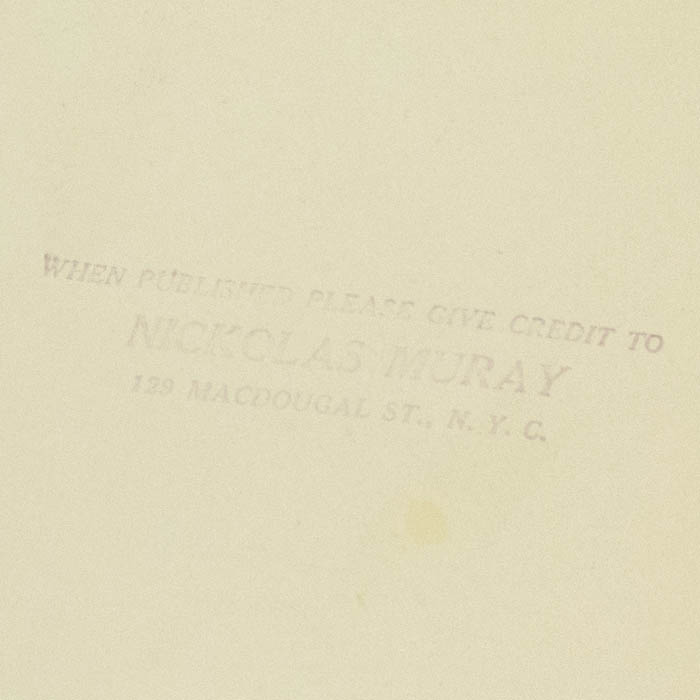 WHEN PUBLISHED PLEASE GIVE CREDIT TO
NICKOLAS MURAY
129 MACDOUGAL ST., N. Y. C.